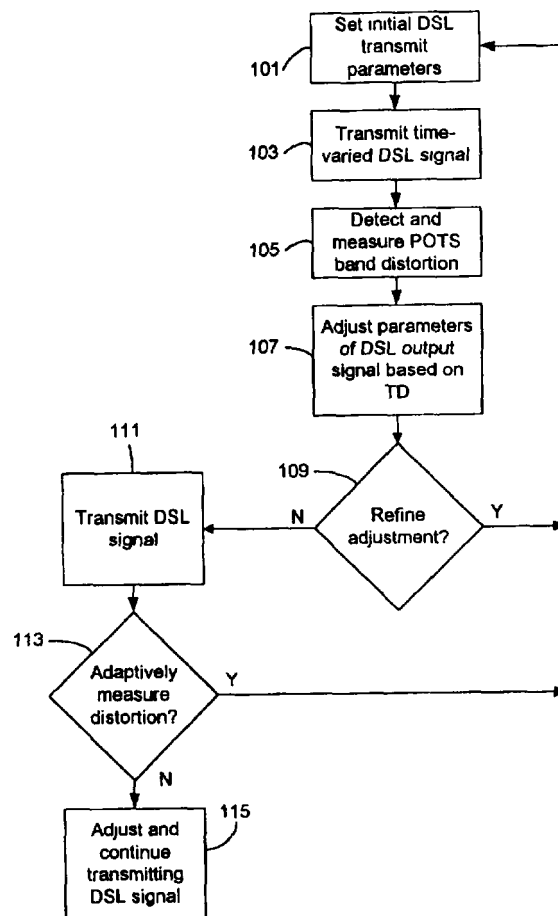 Set initial DSL
transmit
parameters
101
Transmit time-
varied DSL signal
103
Detect and
measure POTS
band distortion
105
Adjust parameters
of DSL output
signal based on
TD
107
109
Refine
adjustment?
N
Y
111
Transmit DSL
signal
113
Adaptively
measure
distortion?
Y
N
Adjust and
continue
transmitting
DSL signal
115